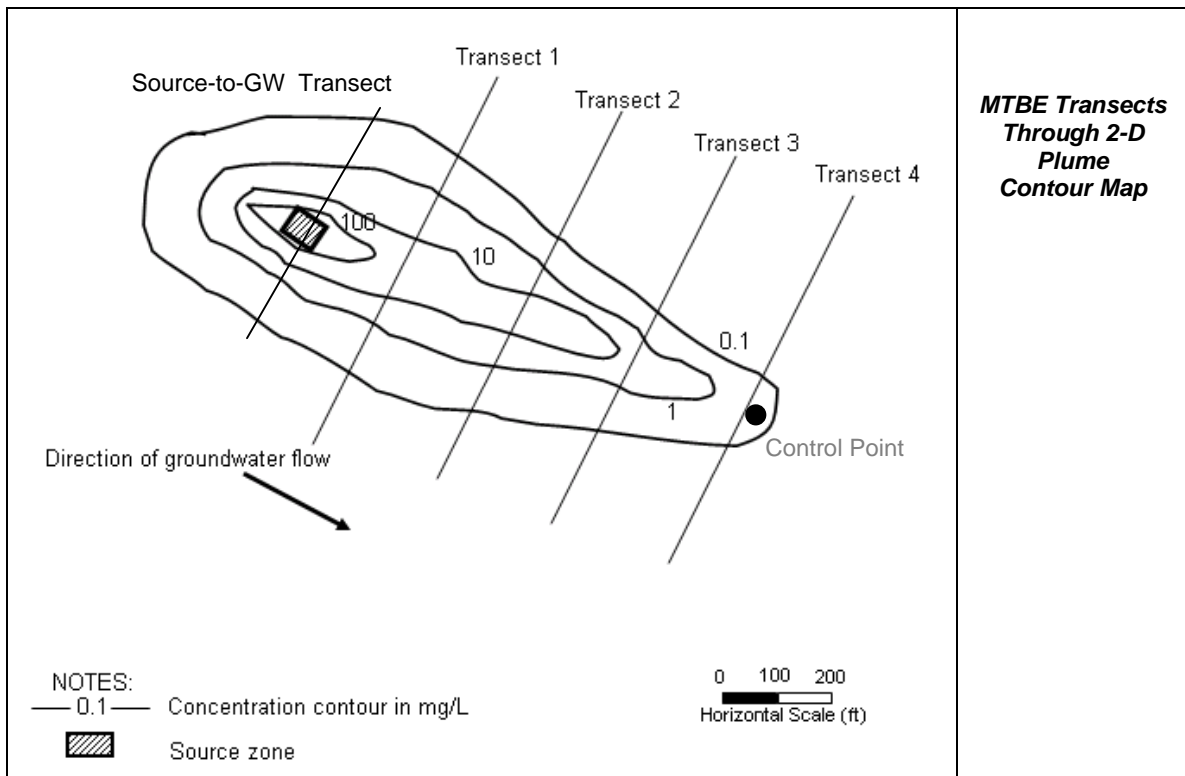 Source-to-GW Transect
Transect 1
Transect 2
Transect 3
Transect 4
100
10
0.1
1
Control Point
Direction of groundwater flow
NOTES:
0.1 Concentration contour in mg/L
Source zone
0 100 200
Horizontal Scale (ft)
MTBE Transects
Through 2-D
Plume
Contour Map